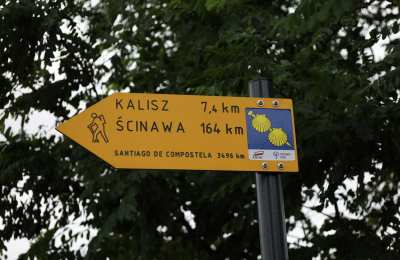 KALISZ 7,4 km
ŚCINAWA 164 km
SANTIAGO DE COMPOSTELA 3496 km